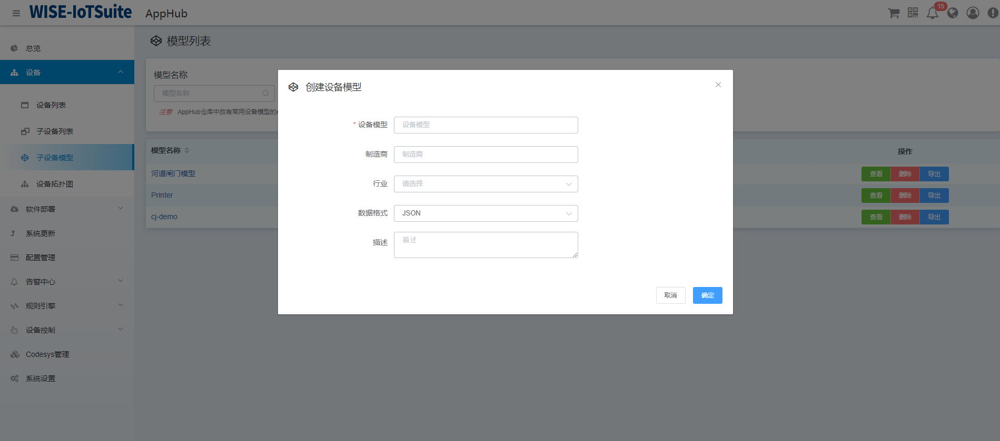 WISE-IoTSuite AppHub
15
总览
设备
设备列表
子设备列表
子设备模型
设备拓扑图
软件部署
系统更新
配置管理
告警中心
规则引擎
设备控制
Codesys管理
系统设置
模型列表
模型名称
模型名称
注意 AppHub仓库中放有常用设备模型的
模型名称 操作
河道闸门模型 查看 删除 导出
Printer 查看 删除 导出
cj-demo 查看 删除 导出
创建设备模型
* 设备模型 设备模型
制造商 制造商
行业 请选择
数据格式 JSON
描述 描述
取消 确定